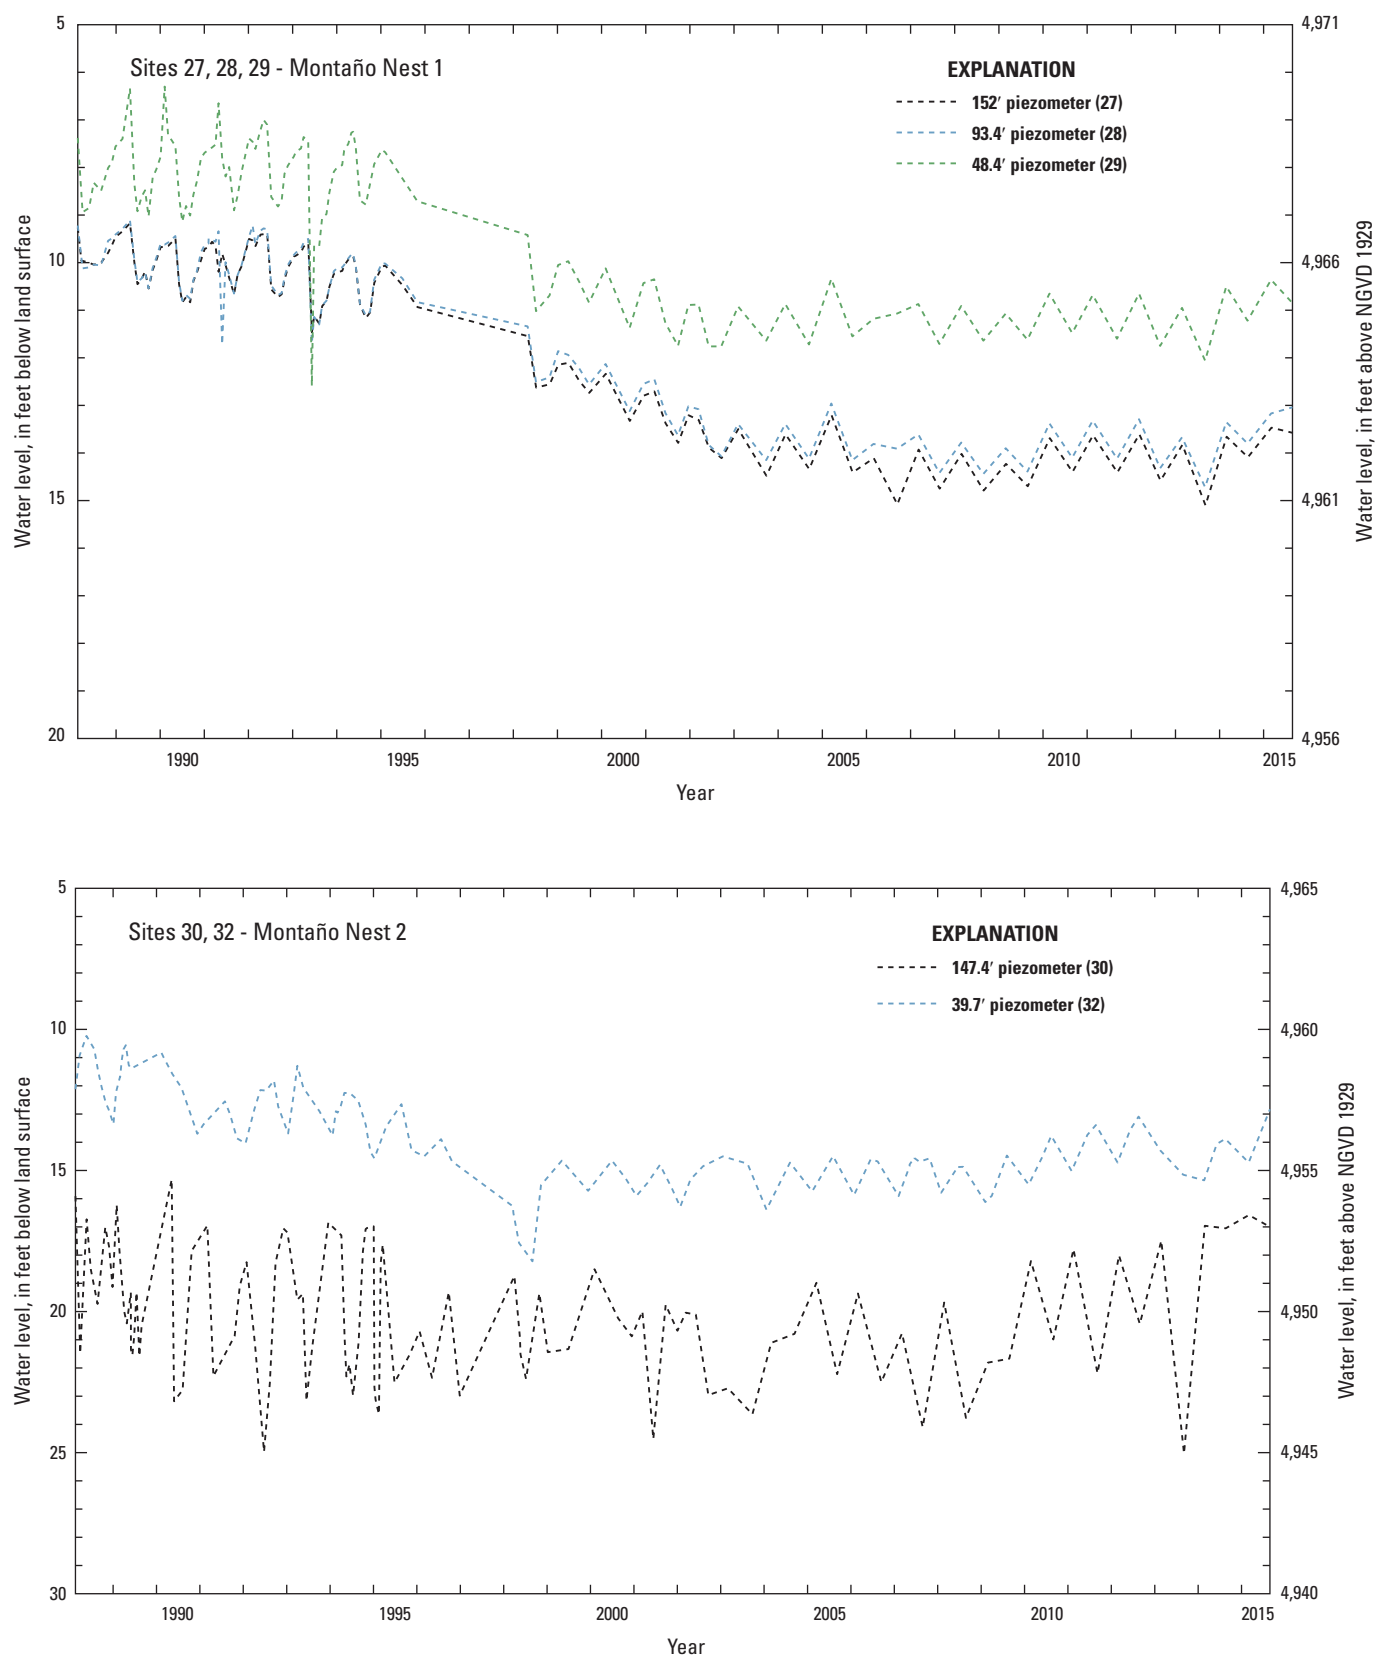 Sites 27, 28, 29 - Montaño Nest 1
EXPLANATION
152′ piezometer (27)
93.4′ piezometer (28)
48.4′ piezometer (29)
Water level, in feet below land surface
5
10
15
20
Water level, in feet above NGVD 1929
4,971
4,966
4,961
4,956
1990
1995
2000
2005
2010
2015
Year
Sites 30, 32 - Montaño Nest 2
EXPLANATION
147.4′ piezometer (30)
39.7′ piezometer (32)
Water level, in feet below land surface
5
10
15
20
25
30
Water level, in feet above NGVD 1929
4,965
4,960
4,955
4,950
4,945
4,940
1990
1995
2000
2005
2010
2015
Year